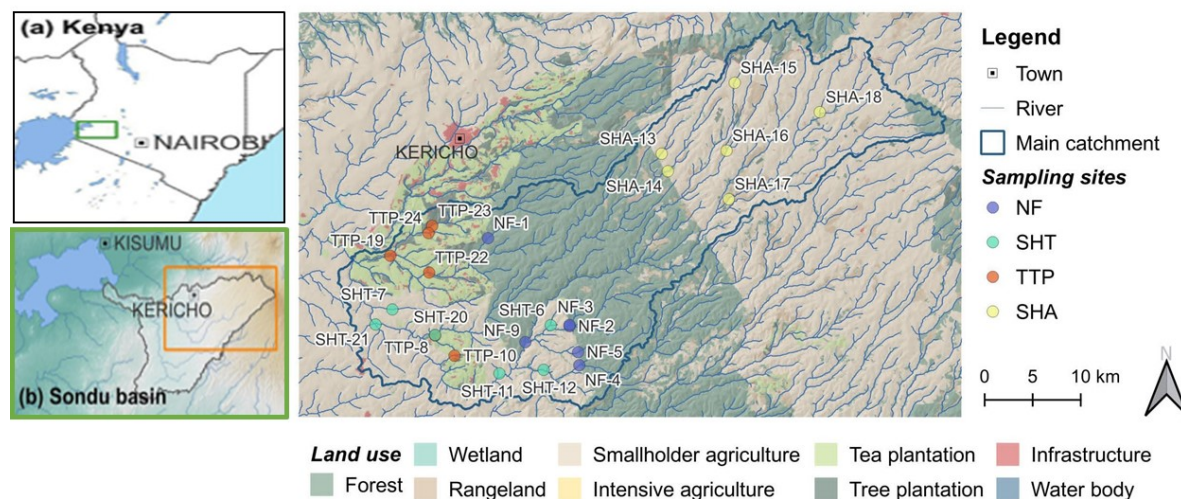 (a) Kenya
NAIROBI
KISUMU
KERICHO
(b) Sondu basin
SHA-15
SHA-18
SHA-13
SHA-16
KERICHO
SHA-14
SHA-17
TTP-23
TTP-24
NF-1
TTP-19
TTP-22
SHT-7
SHT-6
NF-3
SHT-20
NF-2
SHT-21
NF-9
TTP-8
TTP-10
NF-5
SHT-11
SHT-12
NF-4
Legend
Town
River
Main catchment
Sampling sites
NF
SHT
TTP
SHA
N
0 5 10 km
Land use
Wetland
Smallholder agriculture
Tea plantation
Infrastructure
Forest
Rangeland
Intensive agriculture
Tree plantation
Water body